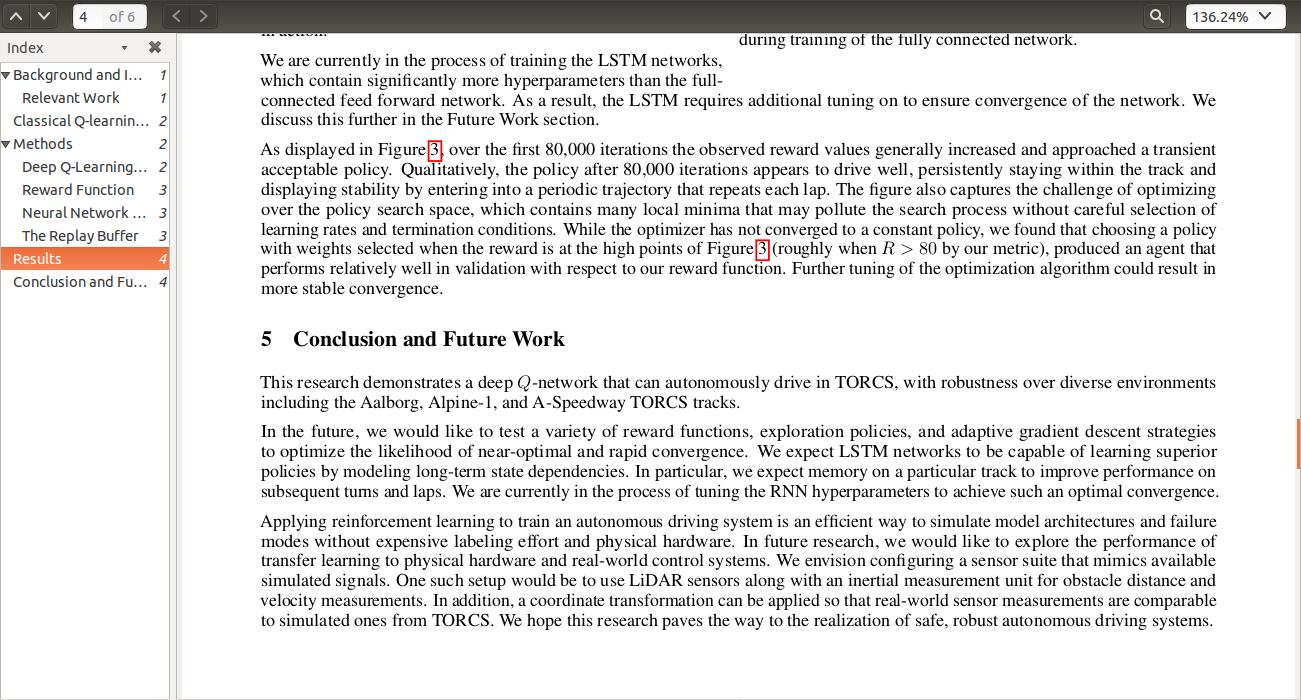 4 of 6
136.24%
Index
Background and I... 1
Relevant Work 1
Classical Q-learnin... 2
Methods 2
Deep Q-Learning... 2
Reward Function 3
Neural Network ... 3
The Replay Buffer 3
Results 4
Conclusion and Fu... 4
in action.
during training of the fully connected network.
We are currently in the process of training the LSTM networks,
which contain significantly more hyperparameters than the full-
connected feed forward network. As a result, the LSTM requires additional tuning on to ensure convergence of the network. We
discuss this further in the Future Work section.
As displayed in Figure 3, over the first 80,000 iterations the observed reward values generally increased and approached a transient
acceptable policy. Qualitatively, the policy after 80,000 iterations appears to drive well, persistently staying within the track and
displaying stability by entering into a periodic trajectory that repeats each lap. The figure also captures the challenge of optimizing
over the policy search space, which contains many local minima that may pollute the search process without careful selection of
learning rates and termination conditions. While the optimizer has not converged to a constant policy, we found that choosing a policy
with weights selected when the reward is at the high points of Figure 3 (roughly when R > 80 by our metric), produced an agent that
performs relatively well in validation with respect to our reward function. Further tuning of the optimization algorithm could result in
more stable convergence.
5 Conclusion and Future Work
This research demonstrates a deep Q-network that can autonomously drive in TORCS, with robustness over diverse environments
including the Aalborg, Alpine-1, and A-Speedway TORCS tracks.
In the future, we would like to test a variety of reward functions, exploration policies, and adaptive gradient descent strategies
to optimize the likelihood of near-optimal and rapid convergence. We expect LSTM networks to be capable of learning superior
policies by modeling long-term state dependencies. In particular, we expect memory on a particular track to improve performance on
subsequent turns and laps. We are currently in the process of tuning the RNN hyperparameters to achieve such an optimal convergence.
Applying reinforcement learning to train an autonomous driving system is an efficient way to simulate model architectures and failure
modes without expensive labeling effort and physical hardware. In future research, we would like to explore the performance of
transfer learning to physical hardware and real-world control systems. We envision configuring a sensor suite that mimics available
simulated signals. One such setup would be to use LiDAR sensors along with an inertial measurement unit for obstacle distance and
velocity measurements. In addition, a coordinate transformation can be applied so that real-world sensor measurements are comparable
to simulated ones from TORCS. We hope this research paves the way to the realization of safe, robust autonomous driving systems.